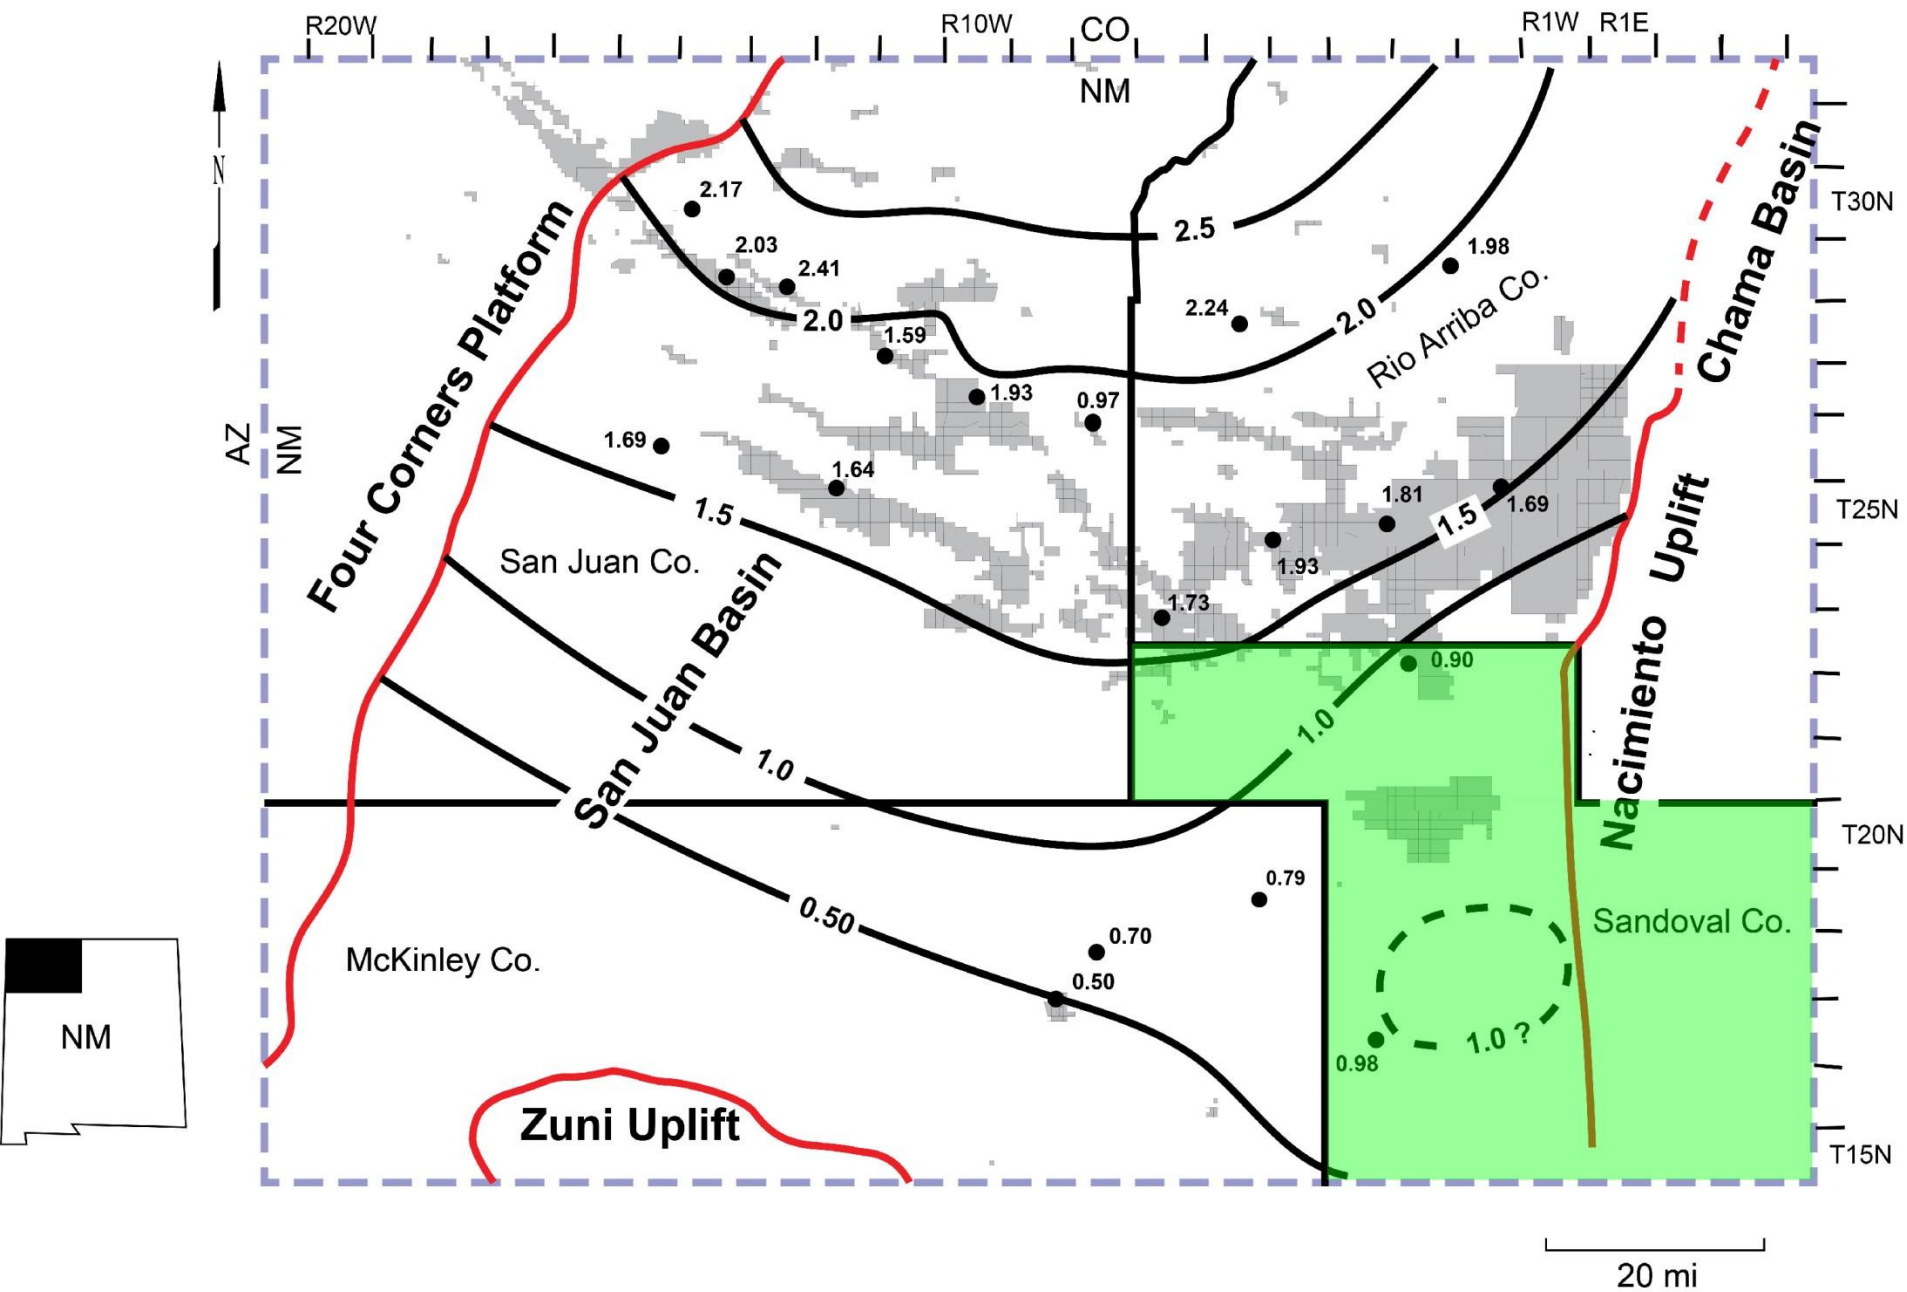 R20W
R10W
CO
R1W
R1E
NM
N
T30N
T25N
T20N
T15N
AZ
NM
Four Corners Platform
San Juan Basin
Chama Basin
Nacimiento Uplift
Zuni Uplift
San Juan Co.
Rio Arriba Co.
McKinley Co.
Sandoval Co.
2.17
2.03
2.41
2.5
1.98
2.24
2.0
2.0
1.59
1.93
0.97
1.69
1.64
1.5
1.81
1.69
1.5
1.93
1.73
0.90
1.0
1.0
0.79
0.50
0.70
0.50
0.98
1.0 ?
NM
20 mi